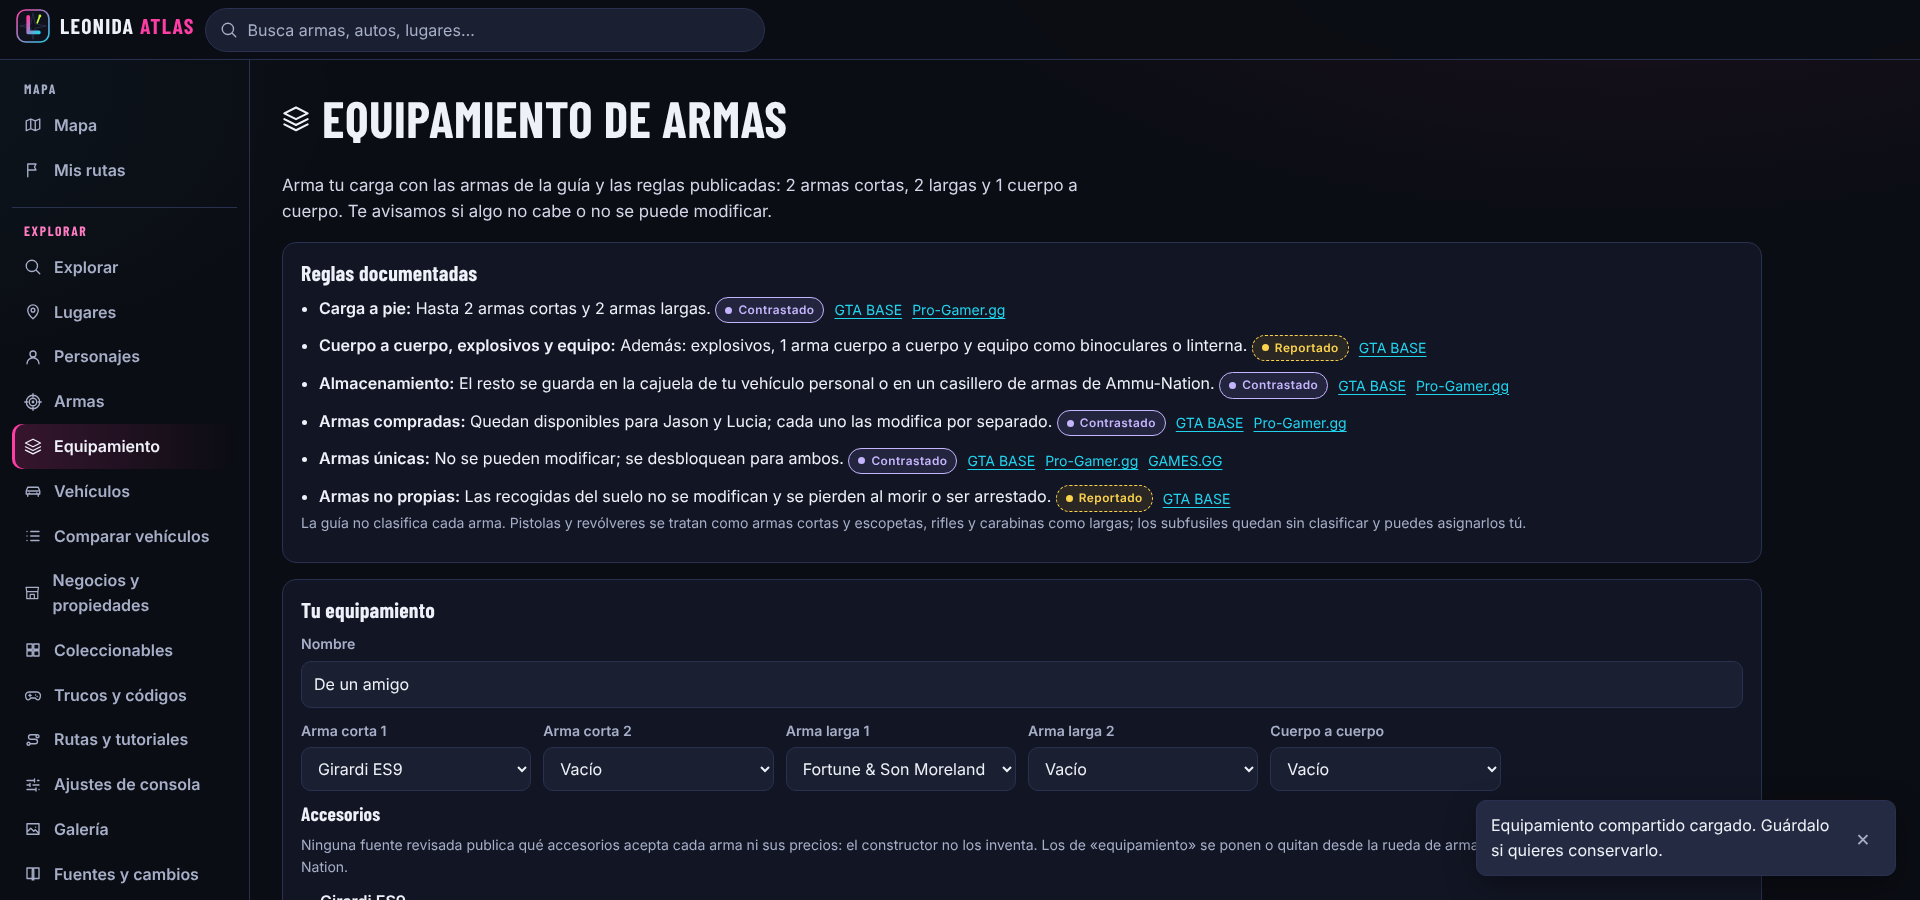 LEONIDA ATLAS
Busca armas, autos, lugares...
MAPA
Mapa
Mis rutas
EXPLORAR
Explorar
Lugares
Personajes
Armas
Equipamiento
Vehículos
Comparar vehículos
Negocios y
propiedades
Coleccionables
Trucos y códigos
Rutas y tutoriales
Ajustes de consola
Galería
Fuentes y cambios
EQUIPAMIENTO DE ARMAS
Arma tu carga con las armas de la guía y las reglas publicadas: 2 armas cortas, 2 largas y 1 cuerpo a
cuerpo. Te avisamos si algo no cabe o no se puede modificar.
Reglas documentadas
• Carga a pie: Hasta 2 armas cortas y 2 armas largas. Contrastado GTA BASE Pro-Gamer.gg
• Cuerpo a cuerpo, explosivos y equipo: Además: explosivos, 1 arma cuerpo a cuerpo y equipo como binoculares o linterna. Reportado GTA BASE
• Almacenamiento: El resto se guarda en la cajuela de tu vehículo personal o en un casillero de armas de Ammu-Nation. Contrastado GTA BASE Pro-Gamer.gg
• Armas compradas: Quedan disponibles para Jason y Lucia; cada uno las modifica por separado. Contrastado GTA BASE Pro-Gamer.gg
• Armas únicas: No se pueden modificar; se desbloquean para ambos. Contrastado GTA BASE Pro-Gamer.gg GAMES.GG
• Armas no propias: Las recogidas del suelo no se modifican y se pierden al morir o ser arrestado. Reportado GTA BASE
La guía no clasifica cada arma. Pistolas y revólveres se tratan como armas cortas y escopetas, rifles y carabinas como largas; los subfusiles quedan sin clasificar y puedes asignarlos tú.
Tu equipamiento
Nombre
De un amigo
Arma corta 1 Arma corta 2 Arma larga 1 Arma larga 2 Cuerpo a cuerpo
Girardi ES9 Vacío Fortune & Son Moreland Vacío Vacío
Accesorios
Ninguna fuente revisada publica qué accesorios acepta cada arma ni sus precios: el constructor no los inventa. Los de «equipamiento» se ponen o quitan desde la rueda de arma
Nation.
Girardi ES9
Equipamiento compartido cargado. Guárdalo
si quieres conservarlo.